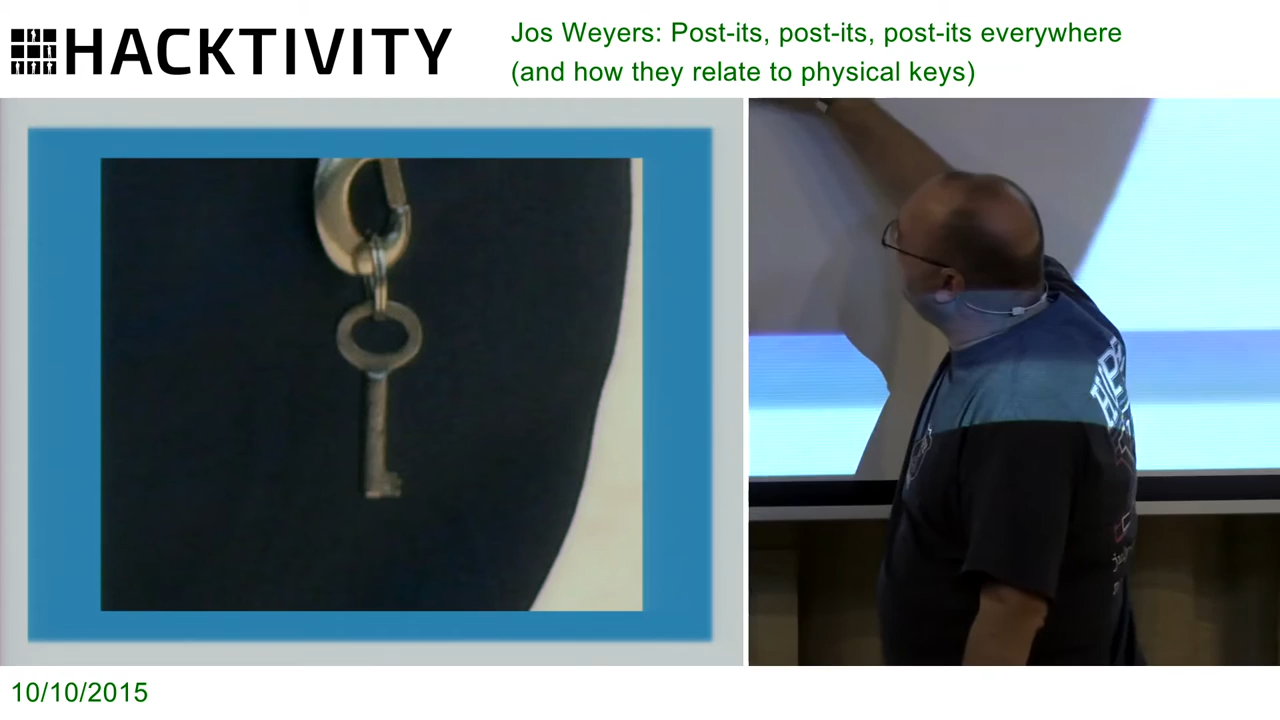 HACKTIVITY
Jos Weyers: Post-its, post-its, post-its everywhere
(and how they relate to physical keys)
10/10/2015